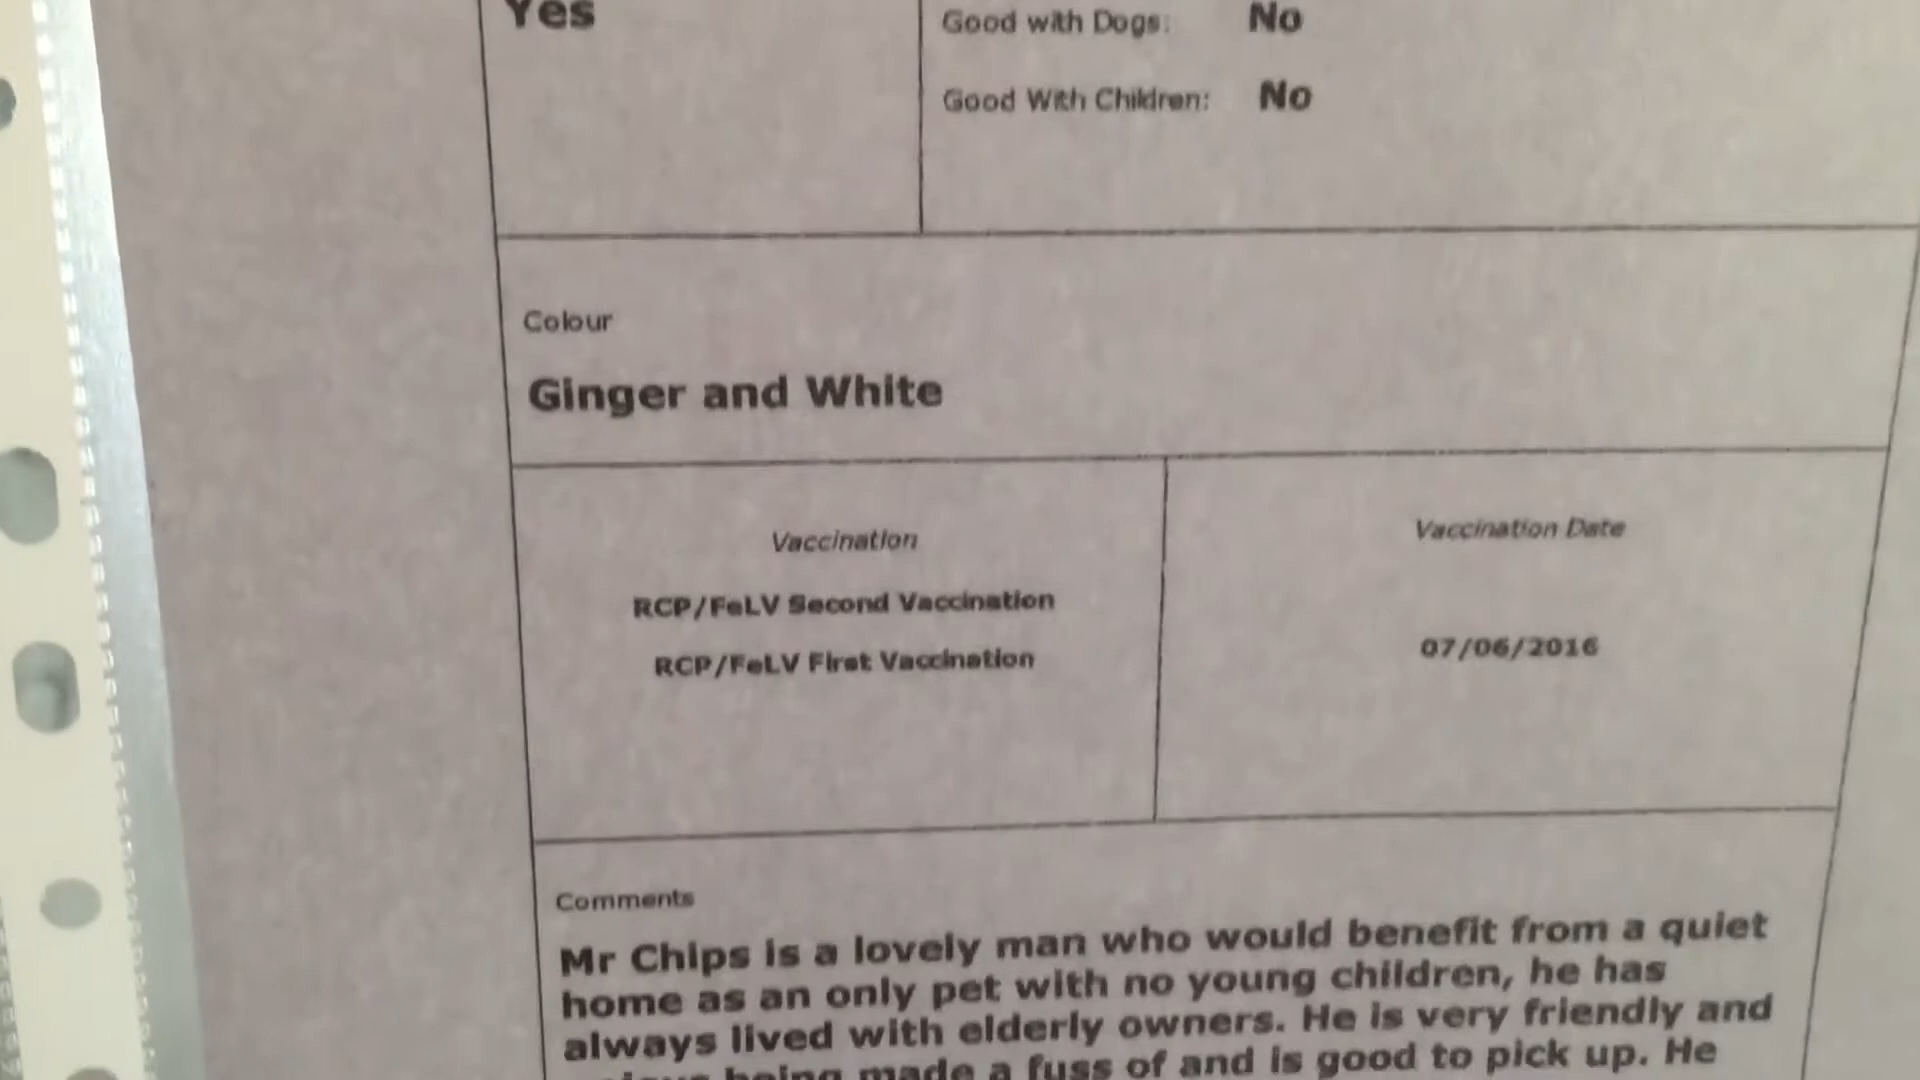 Yes
Good with Dogs: No
Good With Children: No
Colour
Ginger and White
Vaccination
Vaccination Date
RCP/FeLV Second Vaccination
RCP/FeLV First Vaccination
07/06/2016
Comments
Mr Chips is a lovely man who would benefit from a quiet
home as an only pet with no young children, he has
always lived with elderly owners. He is very friendly and
being made a fuss of and is good to pick up. He